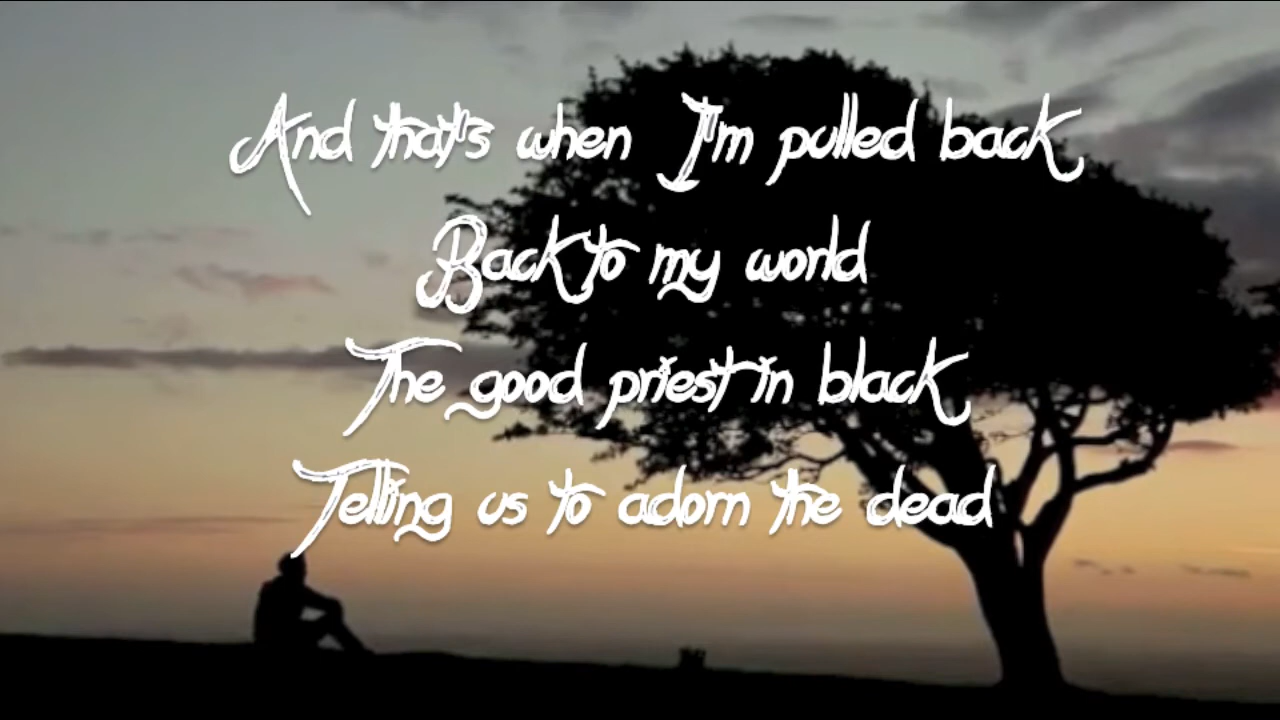 And that's when I'm pulled back
Back to my world
The good priest in black
Telling us to adorn the dead